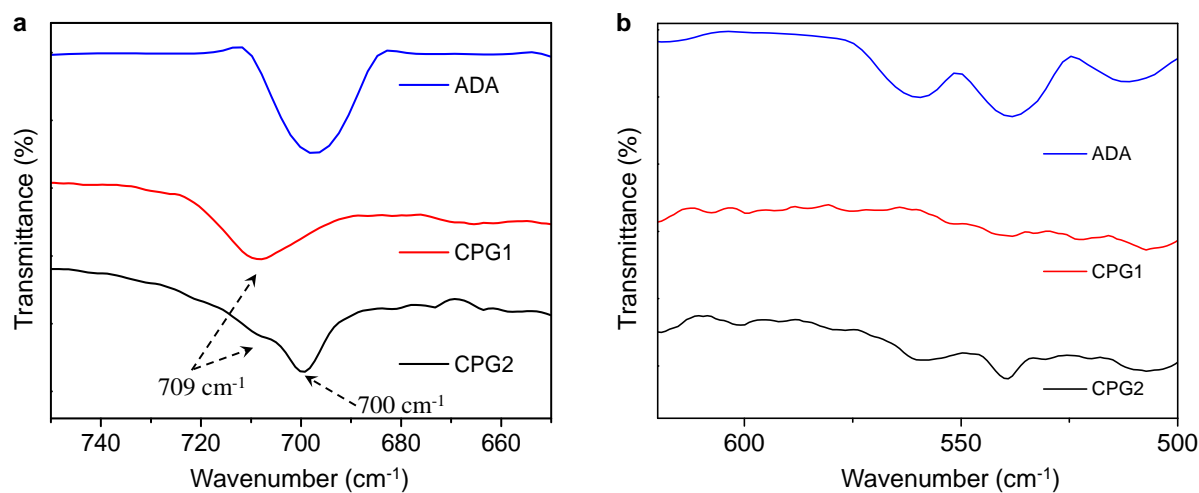 a
Transmittance (%)
ADA
CPG1
CPG2
709 cm⁻¹
700 cm⁻¹
740 720 700 680 660
Wavenumber (cm⁻¹)
b
Transmittance (%)
ADA
CPG1
CPG2
600 550 500
Wavenumber (cm⁻¹)